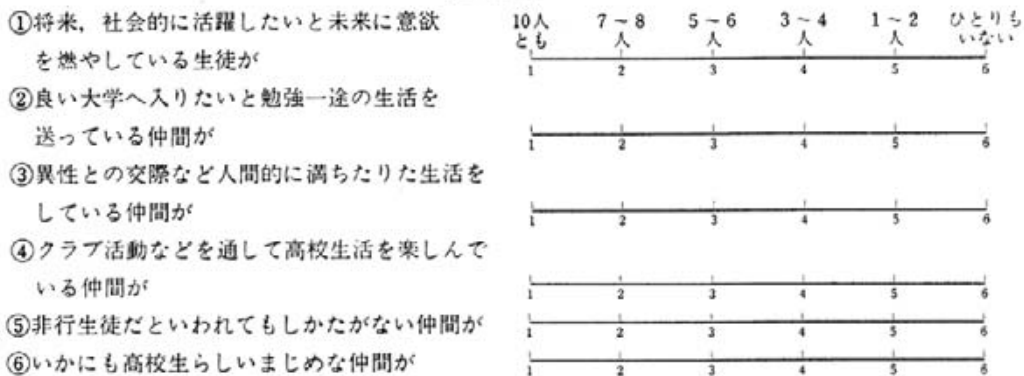 10人とも 7～8人 5～6人 3～4人 1～2人 ひとりもいない
①将来，社会的に活躍したいと未来に意欲
を燃やしている生徒が
1 2 3 4 5 6
②良い大学へ入りたいと勉強一途の生活を
送っている仲間が
1 2 3 4 5 6
③異性との交際など人間的に満ちたりた生活を
している仲間が
1 2 3 4 5 6
④クラブ活動などを通して高校生活を楽しんで
いる仲間が
1 2 3 4 5 6
⑤非行生徒だといわれてもしかたがない仲間が
1 2 3 4 5 6
⑥いかにも高校生らしいまじめな仲間が
1 2 3 4 5 6